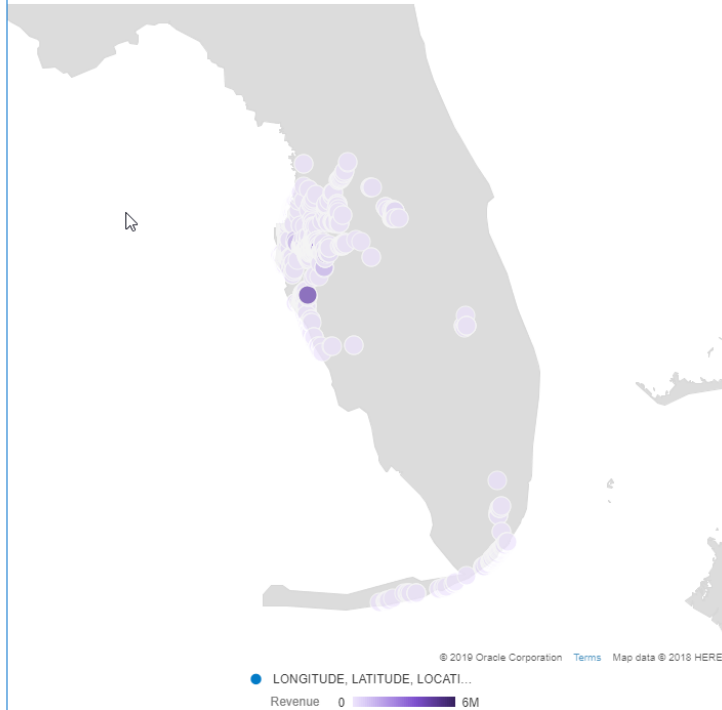 © 2019 Oracle Corporation Terms Map data © 2018 HERE
LONGITUDE, LATITUDE, LOCATI...
Revenue 0 6M